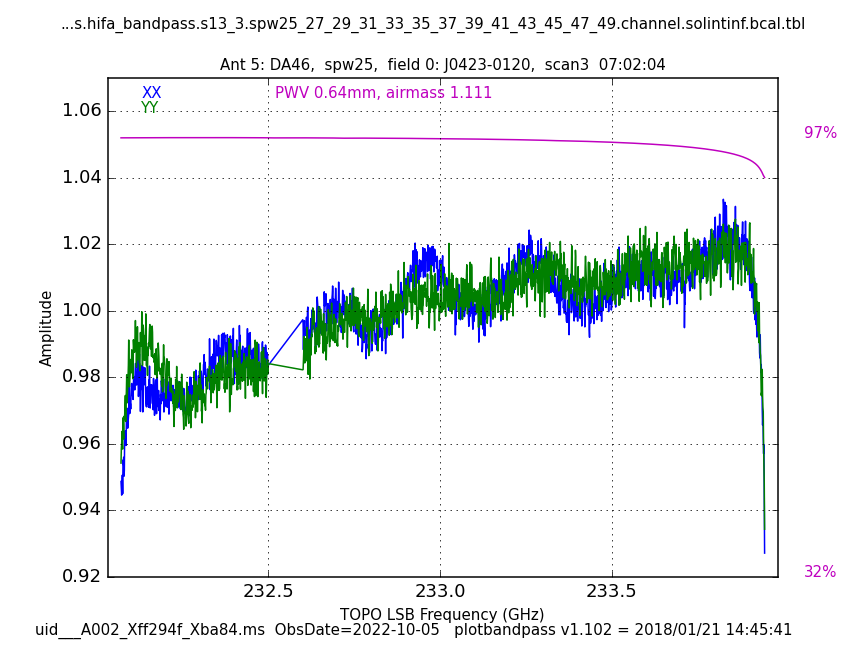 ...s.hifa_bandpass.s13_3.spw25_27_29_31_33_35_37_39_41_43_45_47_49.channel.solintinf.bcal.tbl
Ant 5: DA46,  spw25,  field 0: J0423-0120,  scan3  07:02:04
XX
YY
PWV 0.64mm, airmass 1.111
97%
32%
1.06
1.04
1.02
1.00
0.98
0.96
0.94
0.92
Amplitude
232.5
233.0
233.5
TOPO LSB Frequency (GHz)
uid___A002_Xff294f_Xba84.ms  ObsDate=2022-10-05   plotbandpass v1.102 = 2018/01/21 14:45:41